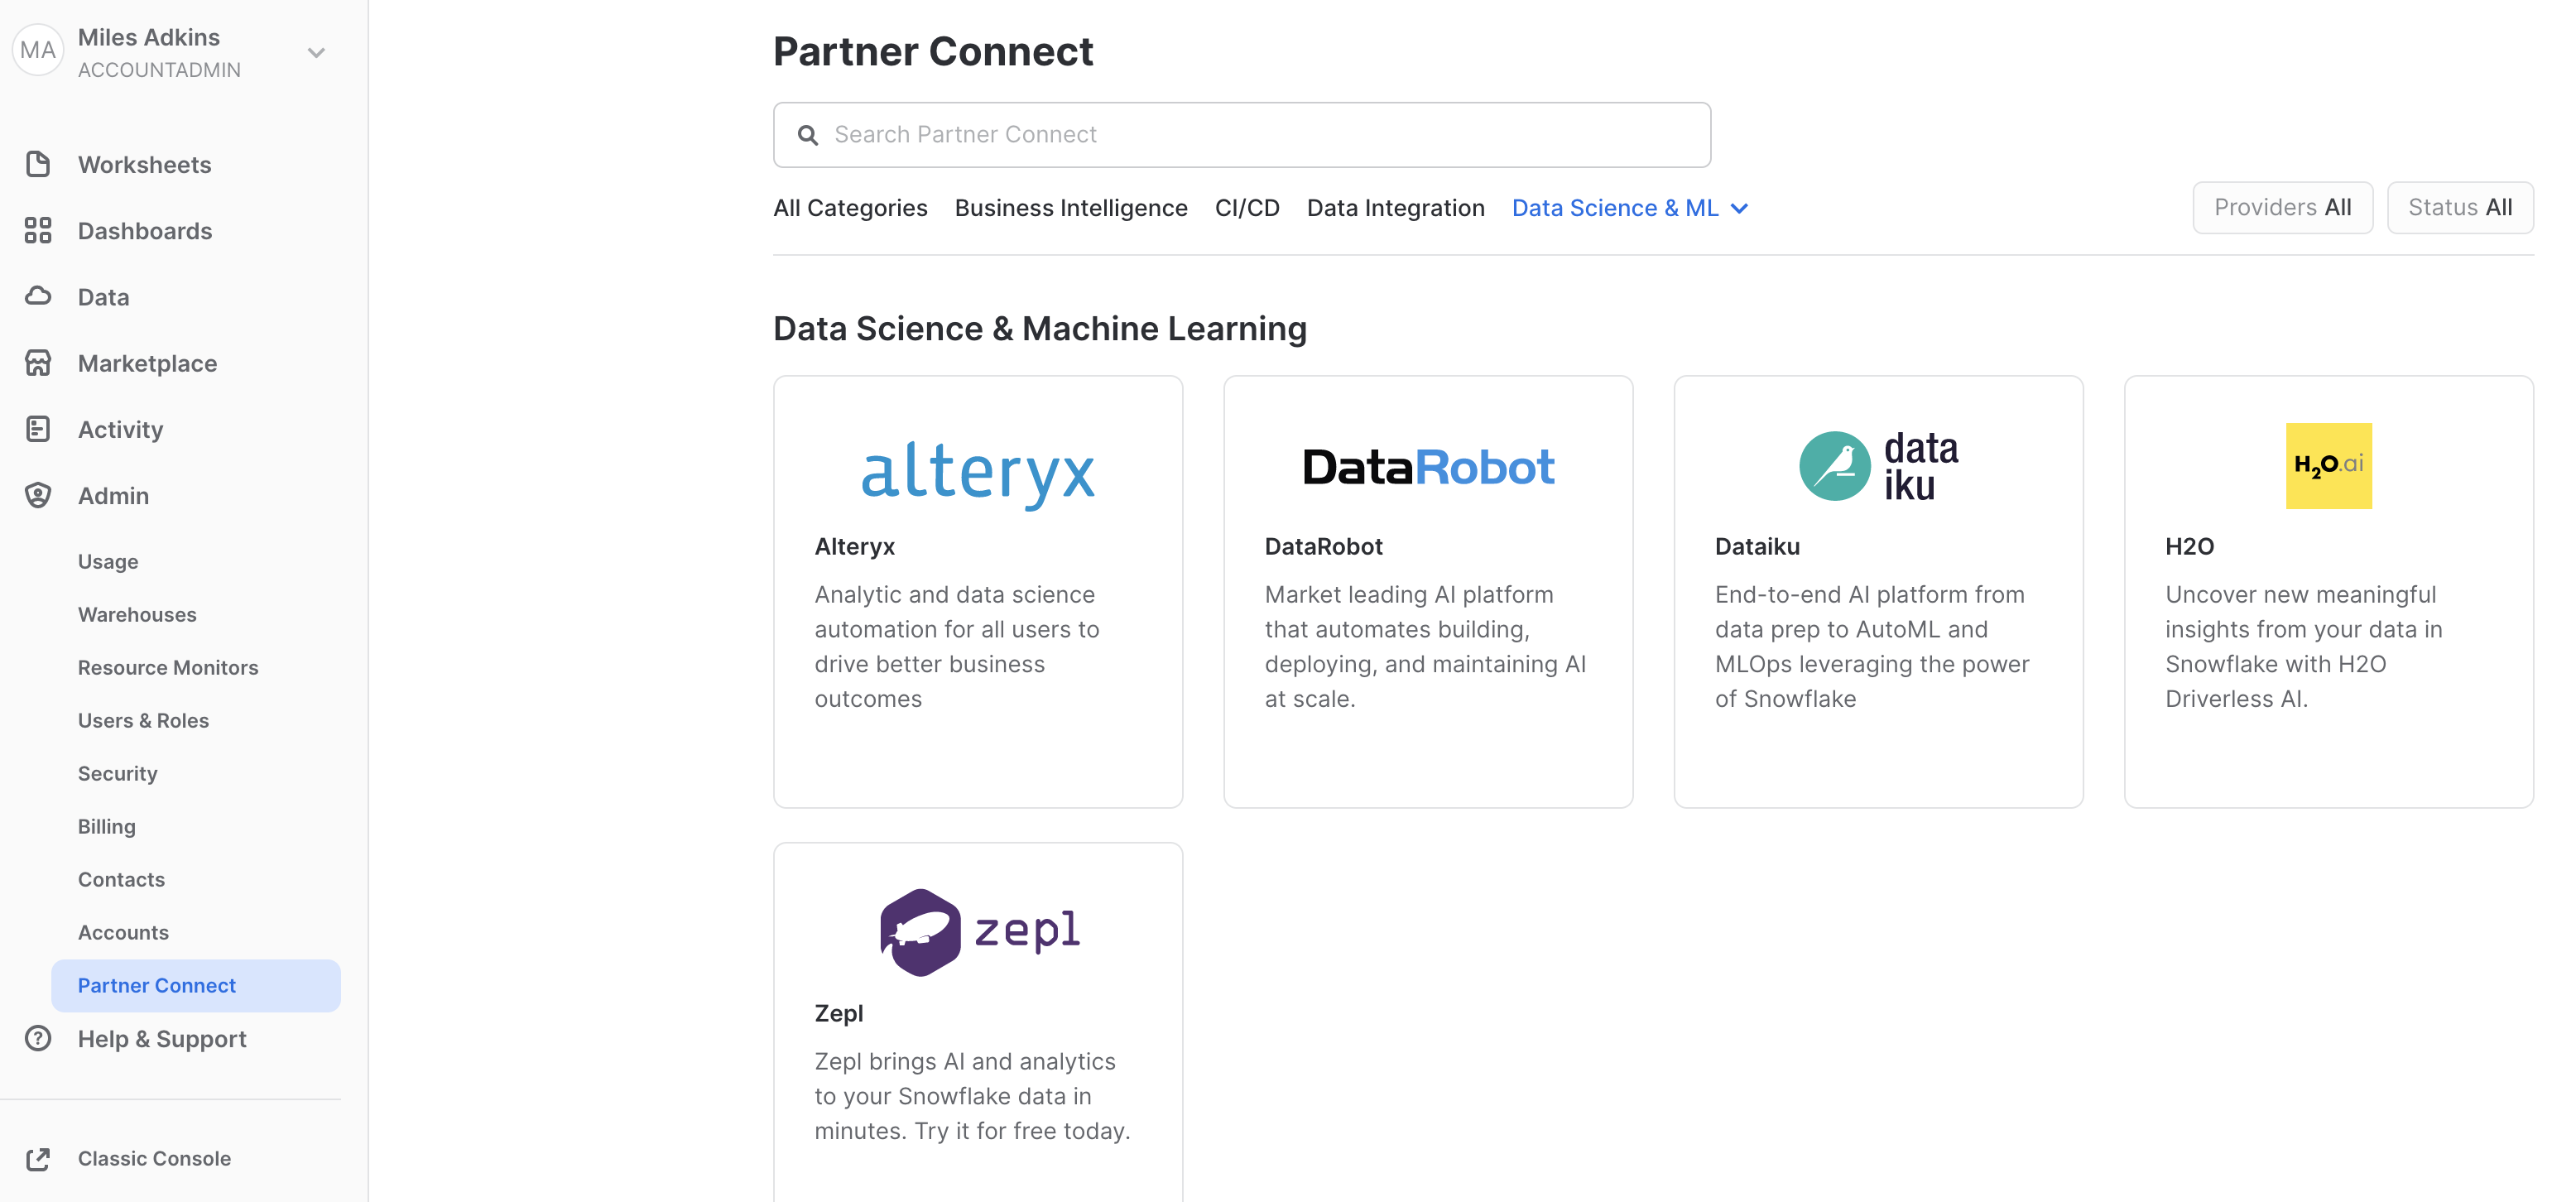 MA
Miles Adkins
ACCOUNTADMIN
Worksheets
Dashboards
Data
Marketplace
Activity
Admin
Usage
Warehouses
Resource Monitors
Users & Roles
Security
Billing
Contacts
Accounts
Partner Connect
Help & Support
Classic Console
Partner Connect
Search Partner Connect
All Categories Business Intelligence CI/CD Data Integration Data Science & ML Providers All Status All
Data Science & Machine Learning
alteryx
Alteryx
Analytic and data science
automation for all users to
drive better business
outcomes
DataRobot
DataRobot
Market leading AI platform
that automates building,
deploying, and maintaining AI
at scale.
data
iku
Dataiku
End-to-end AI platform from
data prep to AutoML and
MLOps leveraging the power
of Snowflake
H2O.ai
H2O
Uncover new meaningful
insights from your data in
Snowflake with H2O
Driverless AI.
zepl
Zepl
Zepl brings AI and analytics
to your Snowflake data in
minutes. Try it for free today.